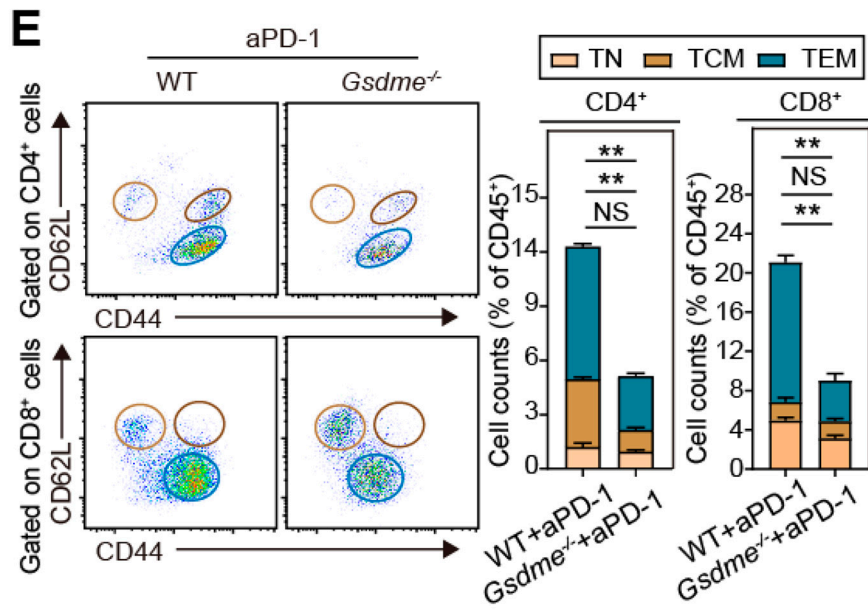 E
aPD-1
WT
Gsdme⁻/⁻
Gated on CD4⁺ cells
CD62L
CD44
Gated on CD8⁺ cells
CD62L
CD44
TN TCM TEM
CD4⁺
**
**
NS
Cell counts (% of CD45⁺)
15
14
9
6
3
0
WT+aPD-1
Gsdme⁻/⁻+aPD-1
CD8⁺
**
NS
**
Cell counts (% of CD45⁺)
28
24
20
16
12
8
4
0
WT+aPD-1
Gsdme⁻/⁻+aPD-1